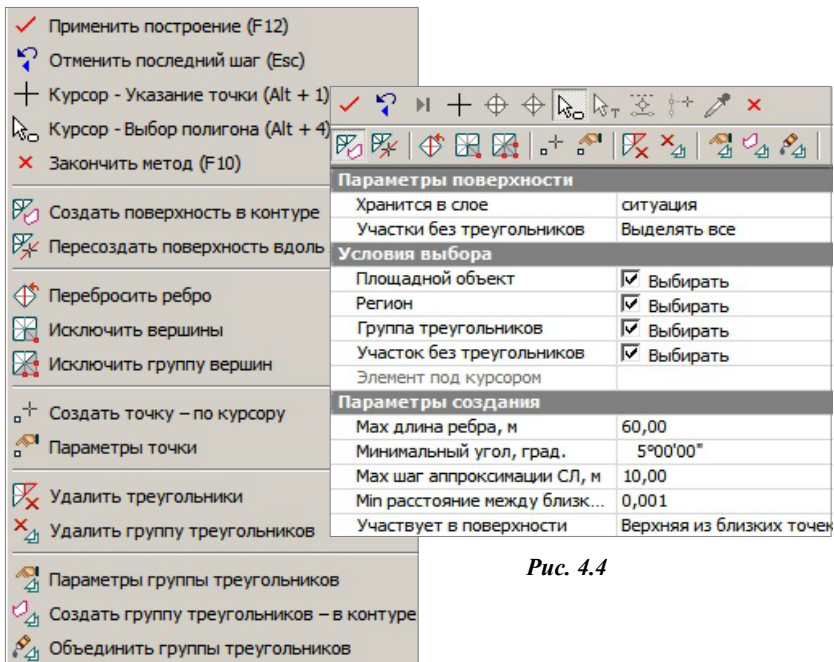 Применить построение (F12)
Отменить последний шаг (Esc)
Курсор - Указание точки (Alt + 1)
Курсор - Выбор полигона (Alt + 4)
Закончить метод (F10)
Создать поверхность в контуре
Пересоздать поверхность вдоль
Перебросить ребро
Исключить вершины
Исключить группу вершин
Создать точку – по курсору
Параметры точки
Удалить треугольники
Удалить группу треугольников
Параметры группы треугольников
Создать группу треугольников – в контуре
Объединить группы треугольников
Параметры поверхности
Хранится в слое ситуация
Участки без треугольников Выделять все
Условия выбора
Площадной объект Выбирать
Регион Выбирать
Группа треугольников Выбирать
Участок без треугольников Выбирать
Элемент под курсором
Параметры создания
Max длина ребра, м 60,00
Минимальный угол, град. 5°00'00"
Max шаг аппроксимации СЛ, м 10,00
Min расстояние между близк... 0,001
Участвует в поверхности Верхняя из близких точек
Рис. 4.4